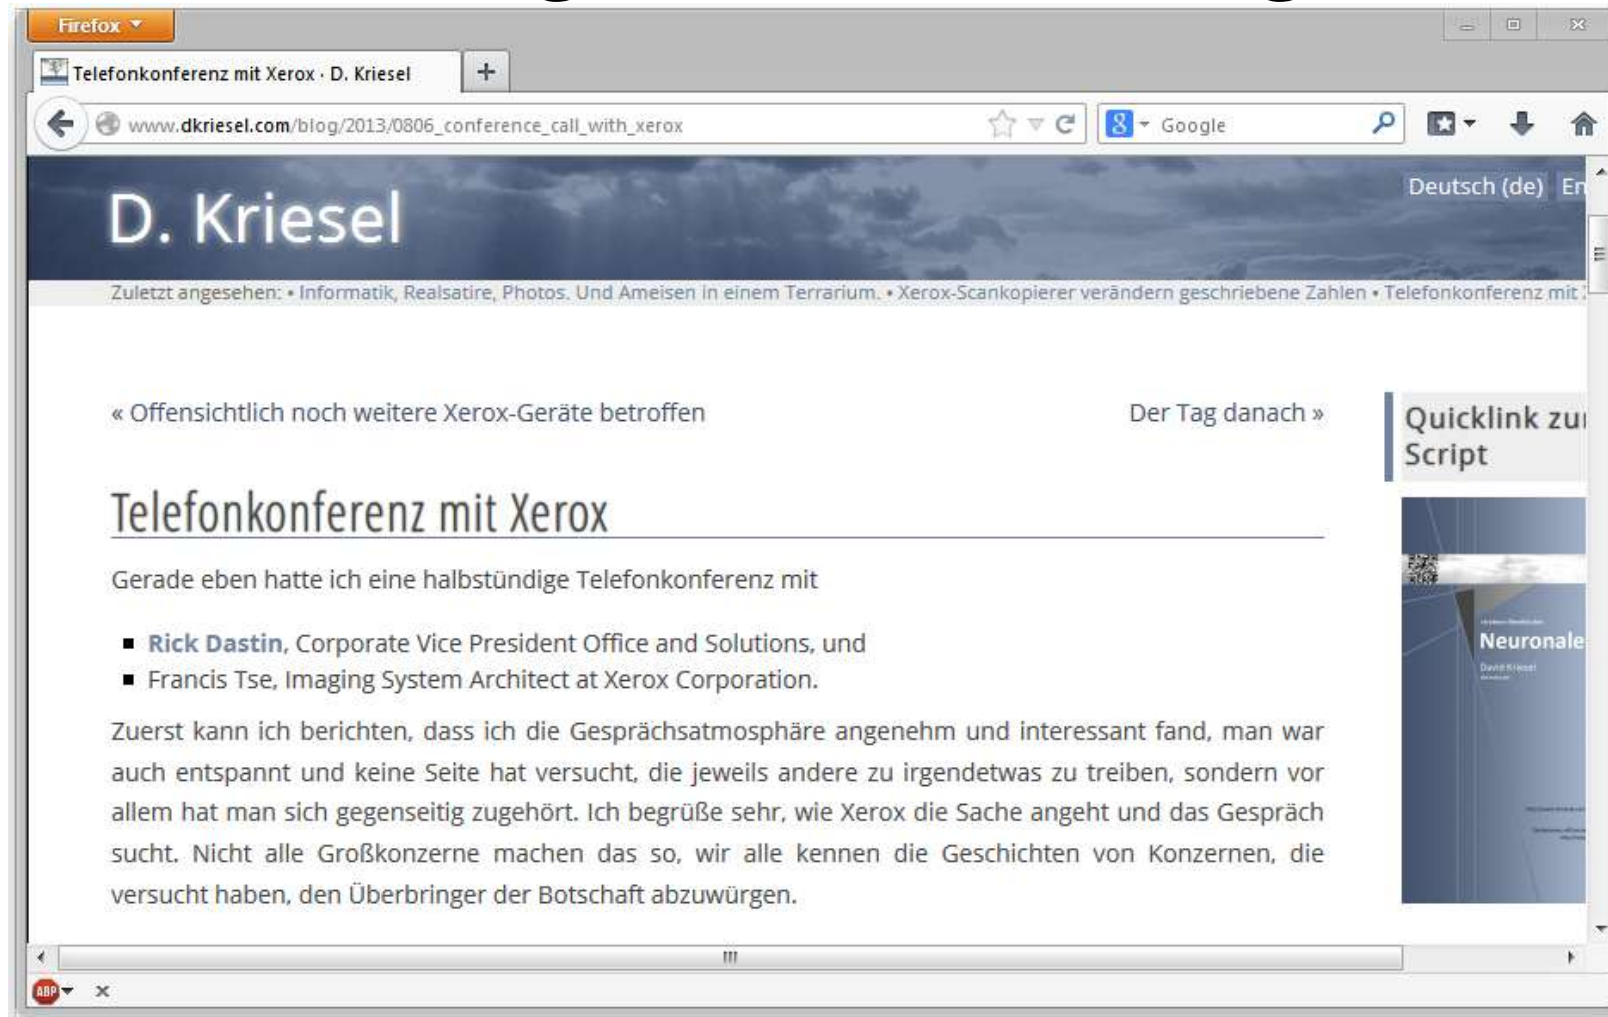 Firefox
Telefonkonferenz mit Xerox · D. Kriesel
www.dkriesel.com/blog/2013/0806_conference_call_with_xerox
Google
Deutsch (de) En
D. Kriesel
Zuletzt angesehen: • Informatik, Realsatire, Photos. Und Ameisen in einem Terrarium. • Xerox-Scankopierer verändern geschriebene Zahlen • Telefonkonferenz mit
« Offensichtlich noch weitere Xerox-Geräte betroffen
Der Tag danach »
Telefonkonferenz mit Xerox
Gerade eben hatte ich eine halbstündige Telefonkonferenz mit
Rick Dastin, Corporate Vice President Office and Solutions, und
Francis Tse, Imaging System Architect at Xerox Corporation.
Zuerst kann ich berichten, dass ich die Gesprächsatmosphäre angenehm und interessant fand, man war
auch entspannt und keine Seite hat versucht, die jeweils andere zu irgendetwas zu treiben, sondern vor
allem hat man sich gegenseitig zugehört. Ich begrüße sehr, wie Xerox die Sache angeht und das Gespräch
sucht. Nicht alle Großkonzerne machen das so, wir alle kennen die Geschichten von Konzernen, die
versucht haben, den Überbringer der Botschaft abzuwürgen.
Quicklink zu
Script
Neuronale
David Kriesel
ABP